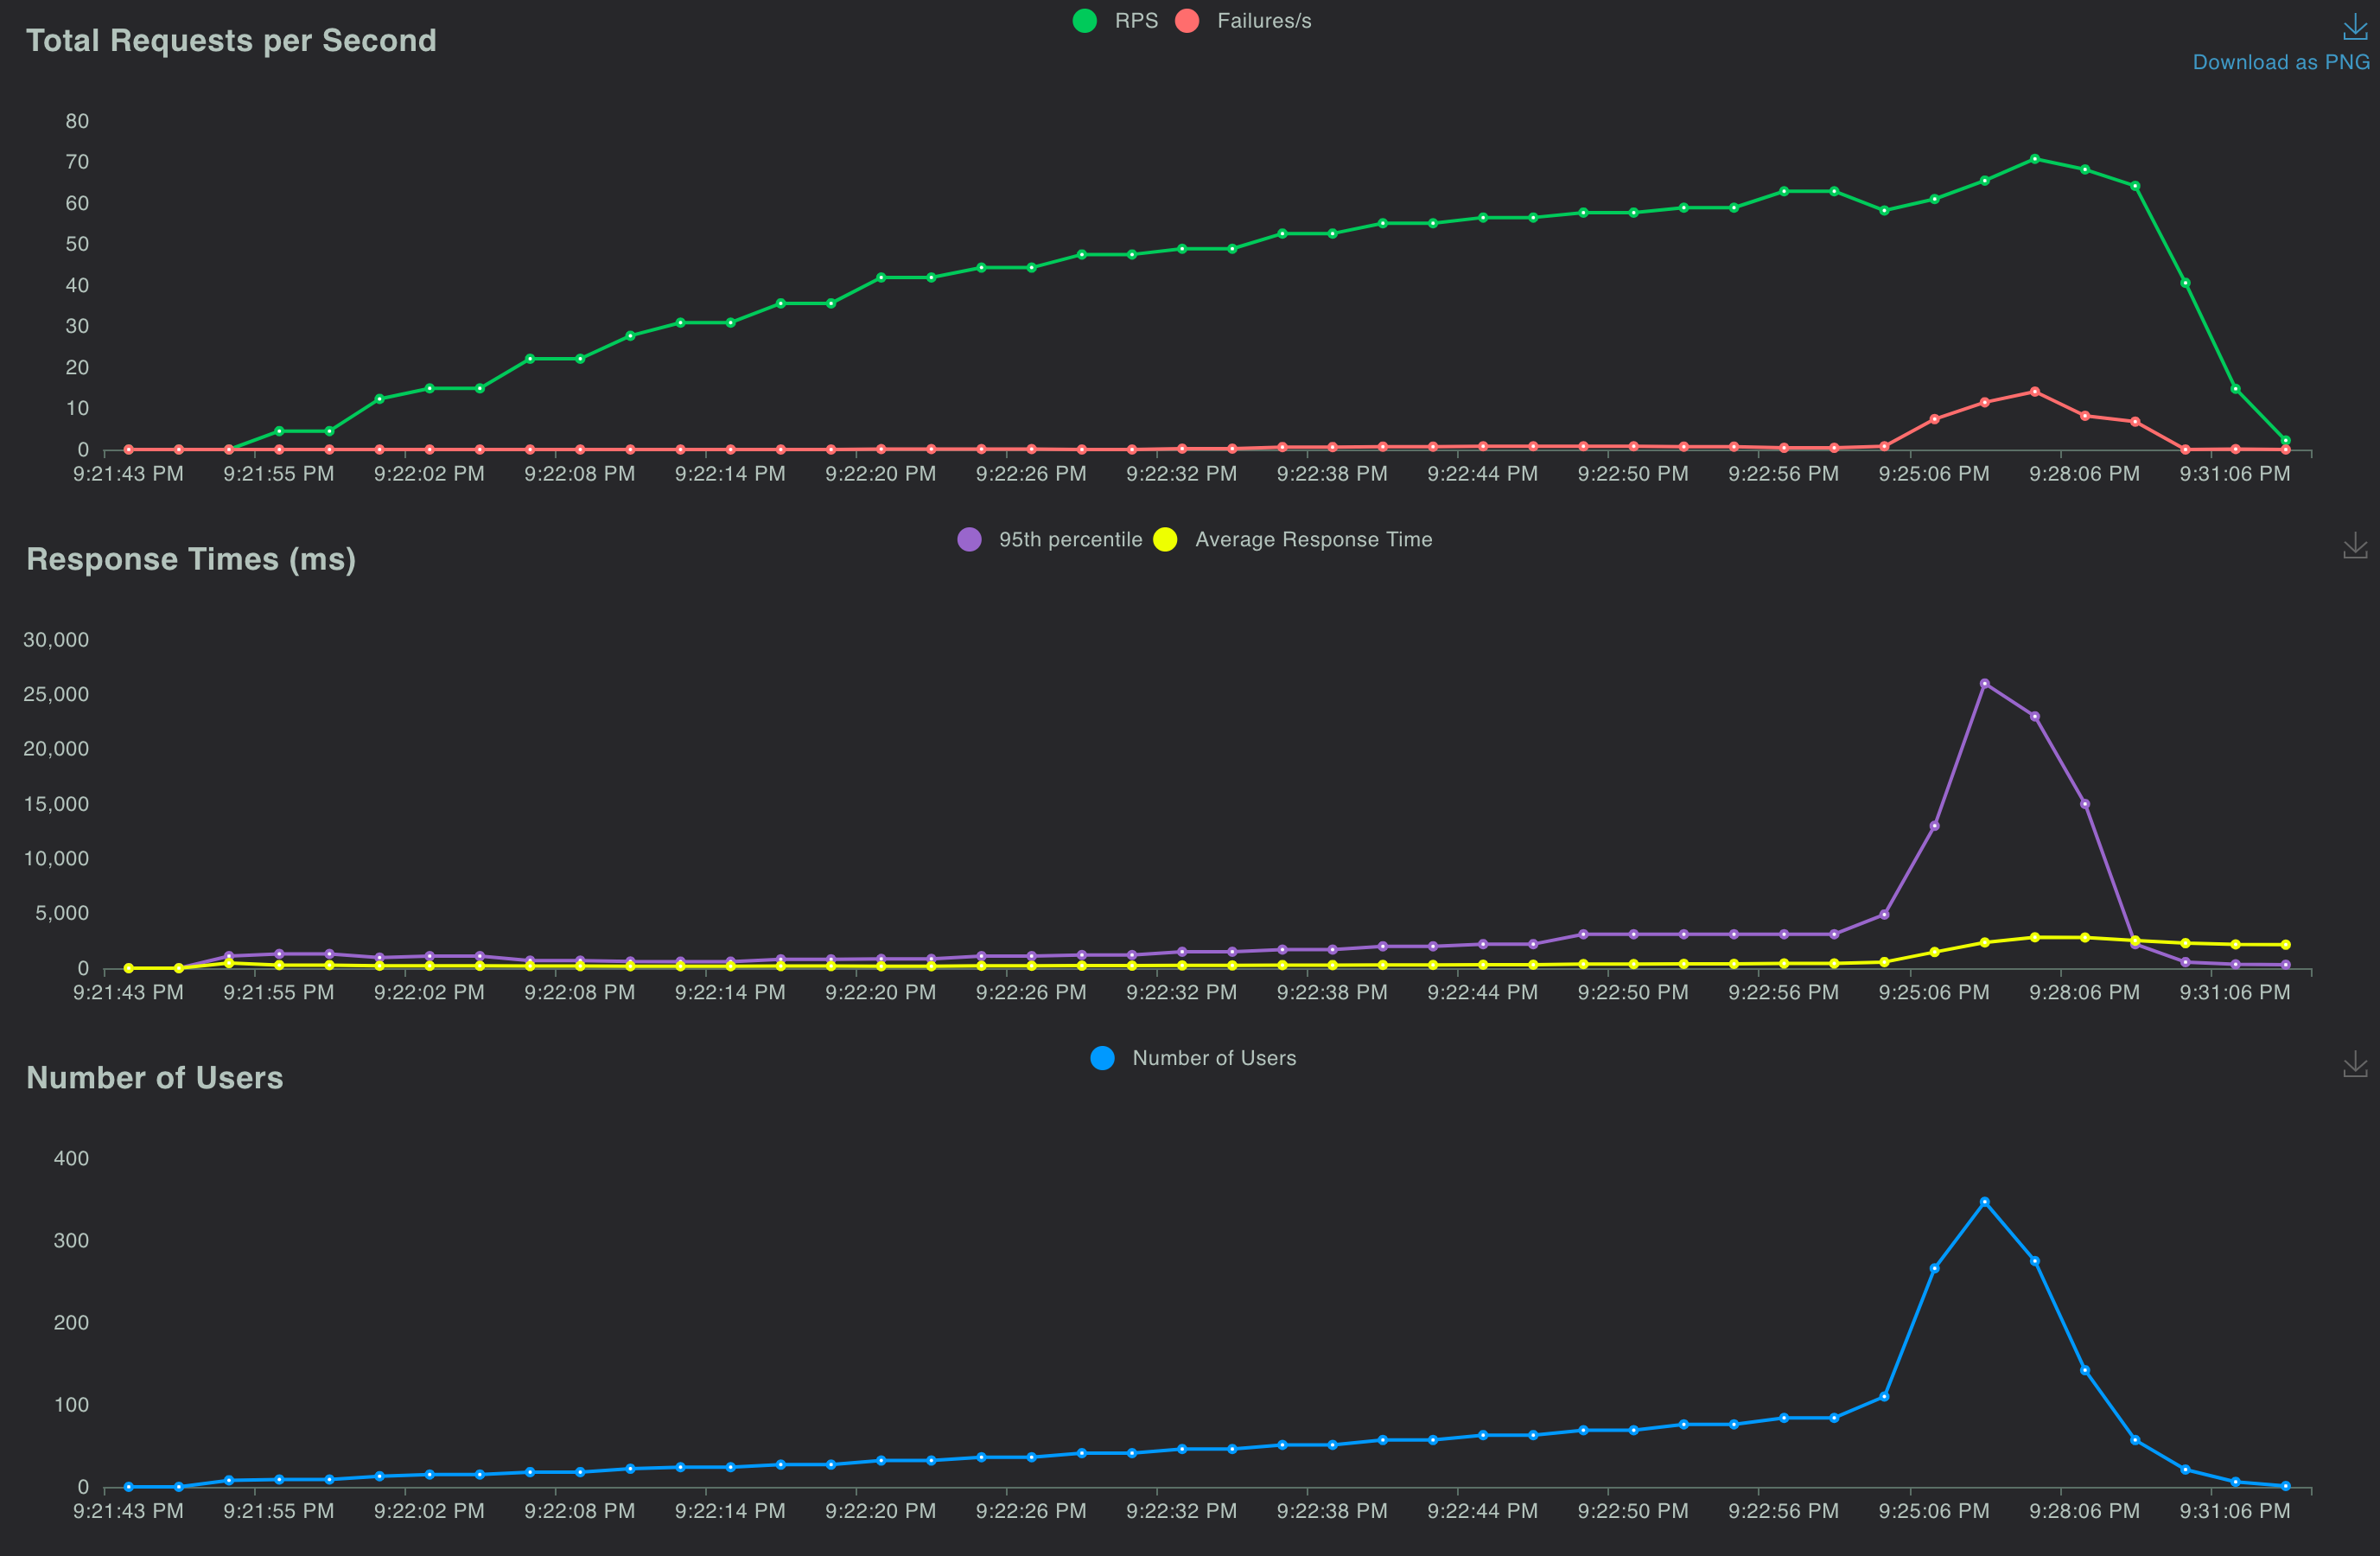 RPS Failures/s
Total Requests per Second
Download as PNG
80
70
60
50
40
30
20
10
0
9:21:43 PM 9:21:55 PM 9:22:02 PM 9:22:08 PM 9:22:14 PM 9:22:20 PM 9:22:26 PM 9:22:32 PM 9:22:38 PM 9:22:44 PM 9:22:50 PM 9:22:56 PM 9:25:06 PM 9:28:06 PM 9:31:06 PM
95th percentile Average Response Time
Response Times (ms)
30,000
25,000
20,000
15,000
10,000
5,000
0
9:21:43 PM 9:21:55 PM 9:22:02 PM 9:22:08 PM 9:22:14 PM 9:22:20 PM 9:22:26 PM 9:22:32 PM 9:22:38 PM 9:22:44 PM 9:22:50 PM 9:22:56 PM 9:25:06 PM 9:28:06 PM 9:31:06 PM
Number of Users
Number of Users
400
300
200
100
0
9:21:43 PM 9:21:55 PM 9:22:02 PM 9:22:08 PM 9:22:14 PM 9:22:20 PM 9:22:26 PM 9:22:32 PM 9:22:38 PM 9:22:44 PM 9:22:50 PM 9:22:56 PM 9:25:06 PM 9:28:06 PM 9:31:06 PM